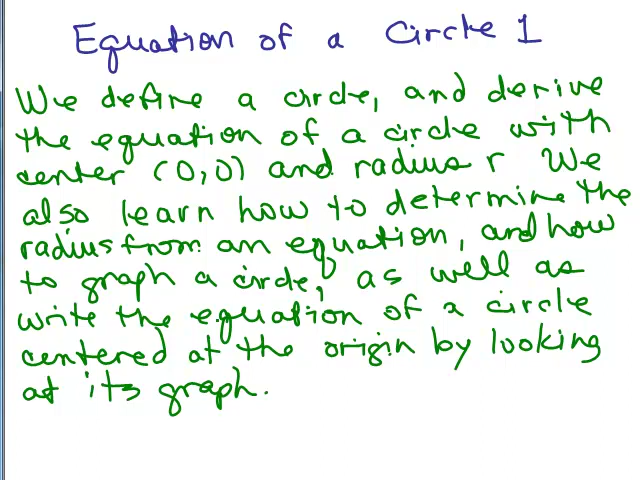 Equation of a Circle 1
We define a circle, and derive
the equation of a circle with
center (0,0) and radius r We
also learn how to determine the
radius from an equation, and how
to graph a circle, as well as
write the equation of a circle
centered at the origin by looking
at its graph.